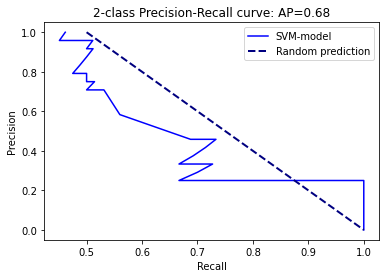 2-class Precision-Recall curve: AP=0.68
SVM-model
Random prediction
Precision
1.0
0.8
0.6
0.4
0.2
0.0
0.5 0.6 0.7 0.8 0.9 1.0
Recall